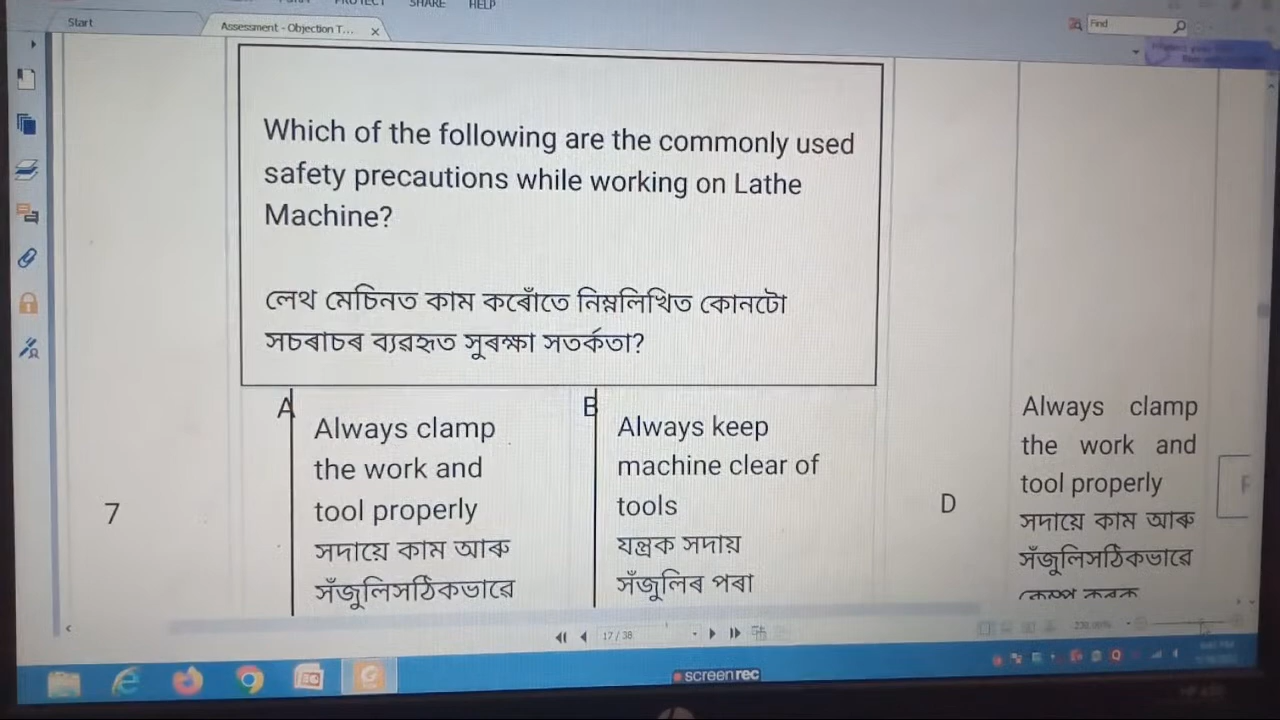 PROTECT
SHARE
HELP
Start
Assessment - Objection T...
Find
Which of the following are the commonly used
safety precautions while working on Lathe
Machine?
লেথ মেচিনত কাম কৰোঁতে নিম্নলিখিত কোনটো
সচৰাচৰ ব্যৱহৃত সুৰক্ষা সতৰ্কতা?
7
A
Always clamp
the work and
tool properly
সদায়ে কাম আৰু
সঁজুলিসঠিকভাৱে
B
Always keep
machine clear of
tools
যন্ত্ৰক সদায়
সঁজুলিৰ পৰা
D
Always clamp
the work and
tool properly
সদায়ে কাম আৰু
সঁজুলিসঠিকভাৱে
17 / 38
screenrec